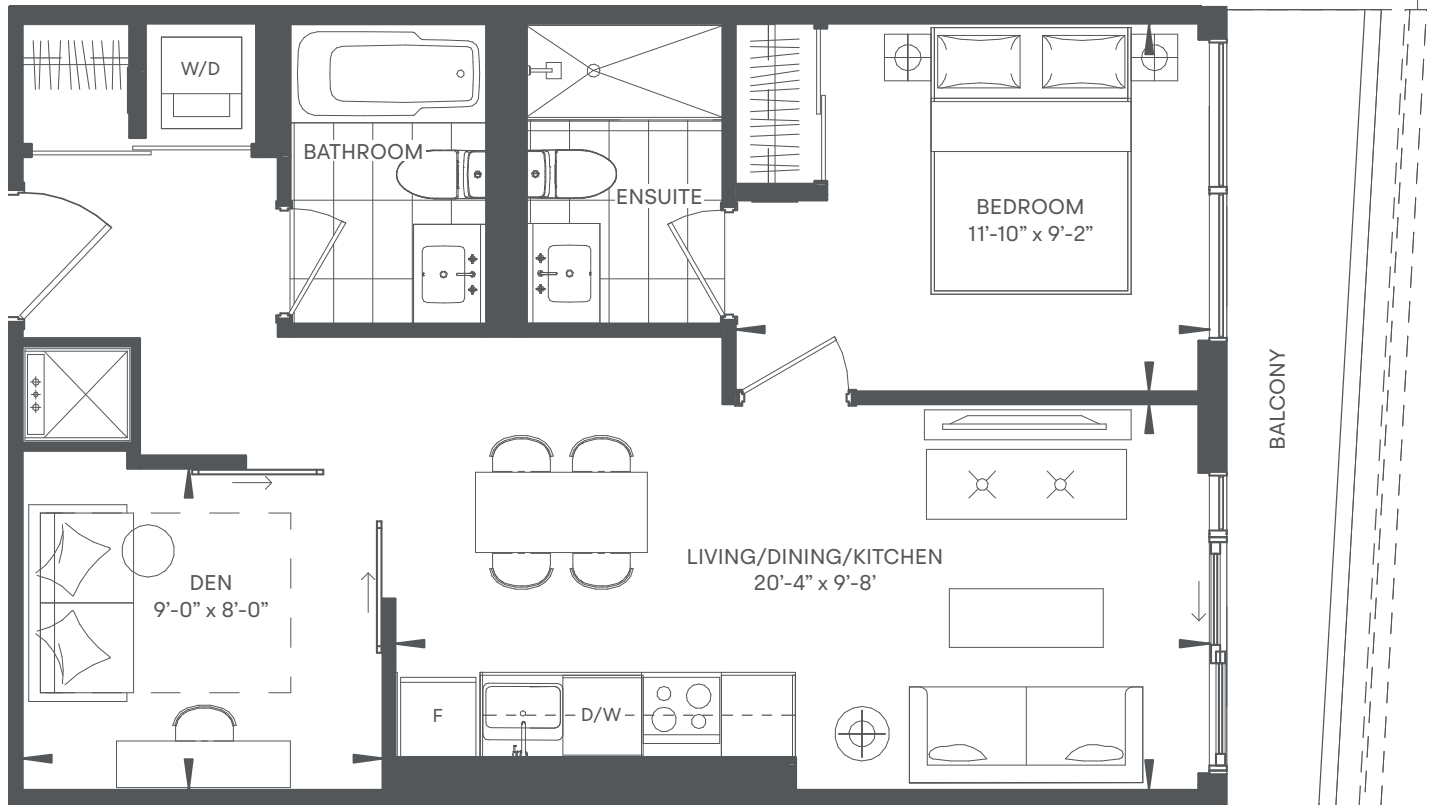 W/D
BATHROOM
ENSUITE
BEDROOM
11’-10” x 9’-2”
BALCONY
LIVING/DINING/KITCHEN
20’-4” x 9’-8’
DEN
9’-0” x 8’-0”
F
D/W